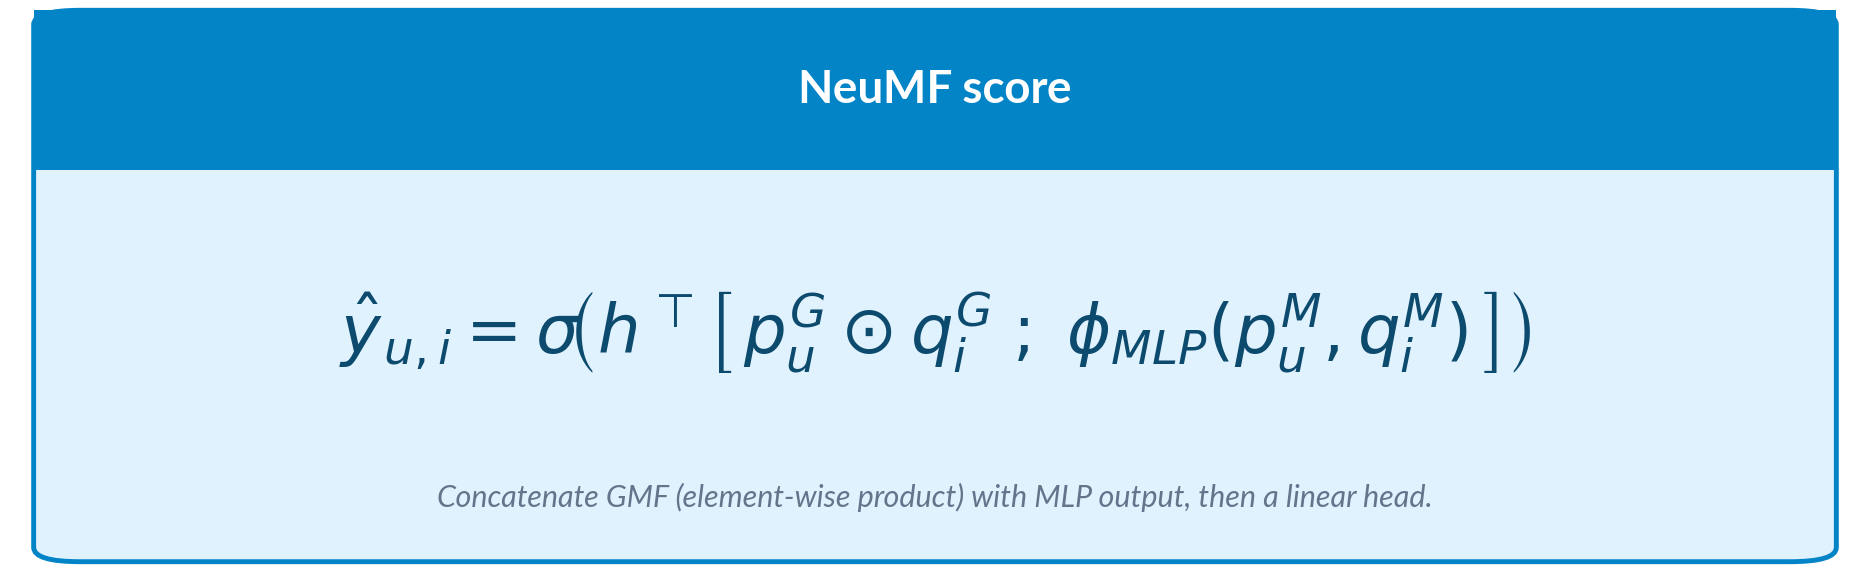 NeuMF score
ŷ_{u,i} = σ(h^⊤ [ p_u^G ⊙ q_i^G ; ϕ_{MLP}(p_u^M, q_i^M) ])
Concatenate GMF (element-wise product) with MLP output, then a linear head.